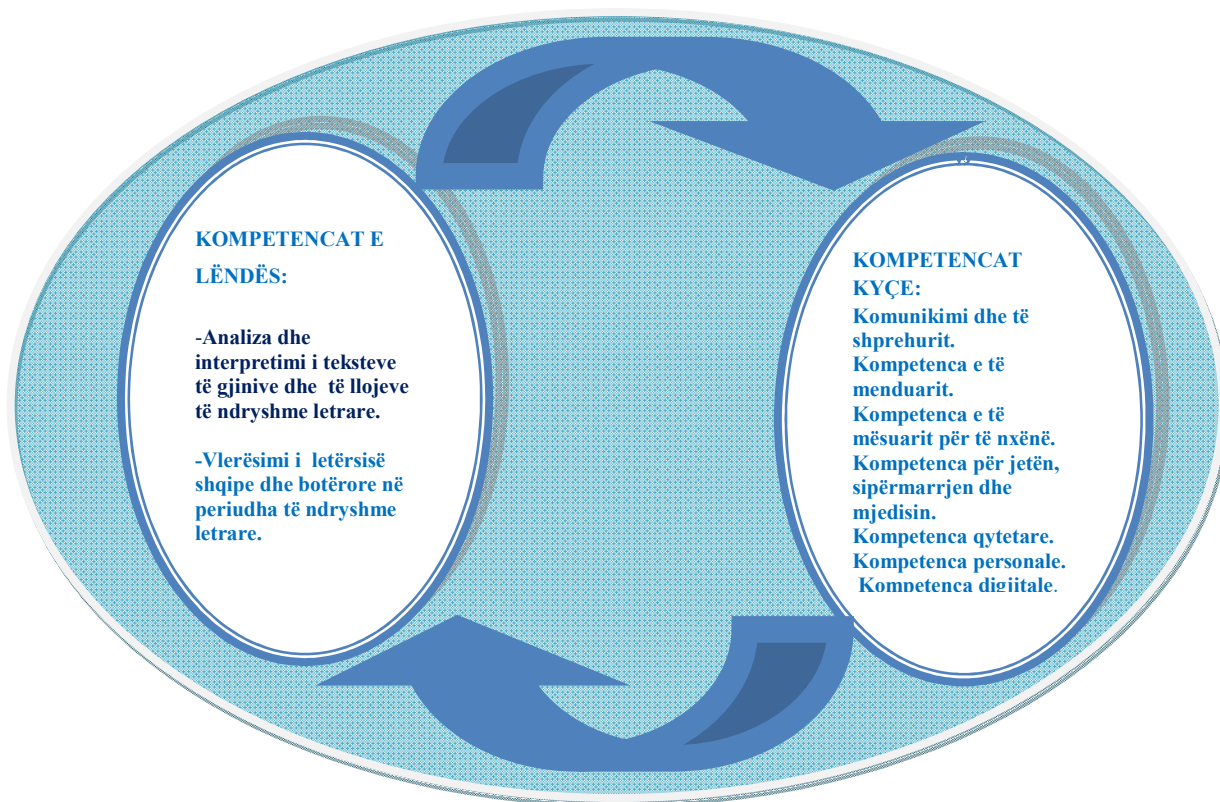 KOMPETENCAT E
LËNDËS:
-Analiza dhe
interpretimi i teksteve
të gjinive dhe të llojeve
të ndryshme letrare.
-Vlerësimi i letërsisë
shqipe dhe botërore në
periudha të ndryshme
letrare.
KOMPETENCAT
KYÇE:
Komunikimi dhe të
shprehurit.
Kompetenca e të
menduarit.
Kompetenca e të
mësuarit për të nxënë.
Kompetenca për jetën,
sipërmarrjen dhe
mjedisin.
Kompetenca qytetare.
Kompetenca personale.
Kompetenca digjitale.